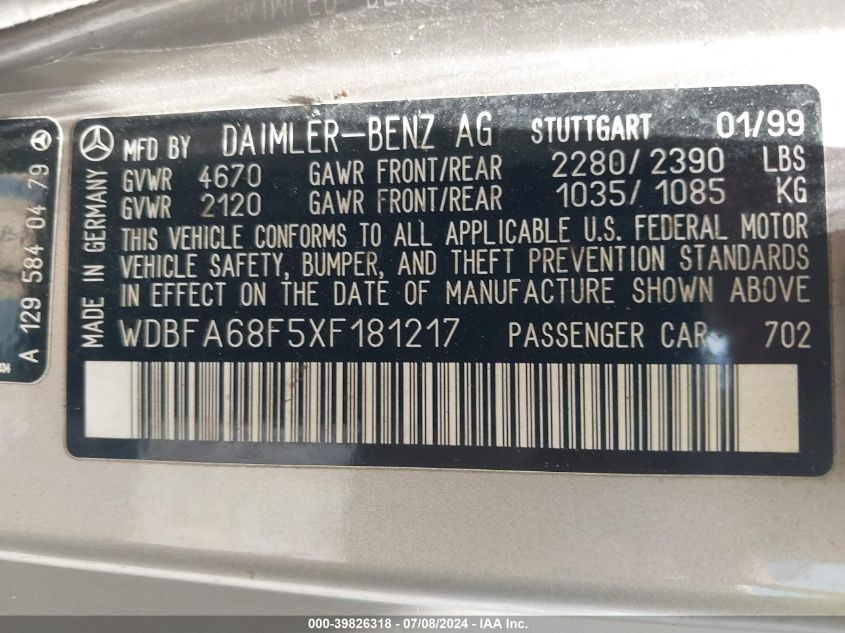 MFD BY DAIMLER-BENZ AG STUTTGART 01/99
GVWR 4670 GAWR FRONT/REAR 2280/2390 LBS
GVWR 2120 GAWR FRONT/REAR 1035/1085 KG
THIS VEHICLE CONFORMS TO ALL APPLICABLE U.S. FEDERAL MOTOR
VEHICLE SAFETY, BUMPER, AND THEFT PREVENTION STANDARDS
IN EFFECT ON THE DATE OF MANUFACTURE SHOWN ABOVE
WDBFA68F5XF181217 PASSENGER CAR 702
MADE IN GERMANY
A 129 584 04 79
000-39826318 - 07/08/2024 - IAA Inc.